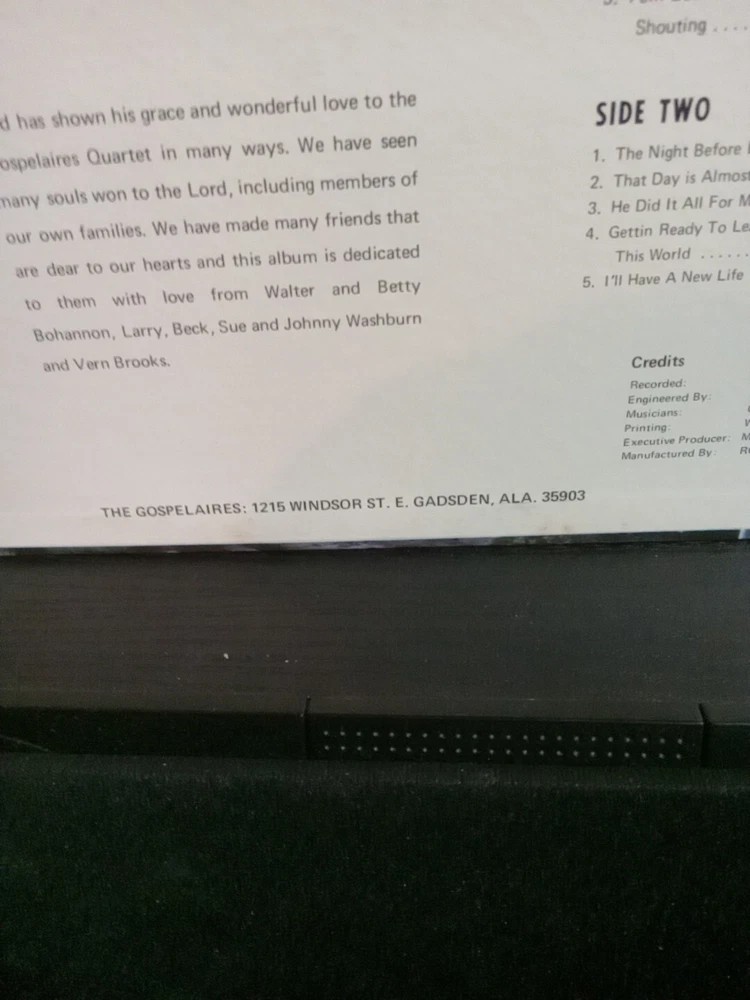 Shouting ....
has shown his grace and wonderful love to the
Quartet in many ways. We have seen
many souls won to the Lord, including members of
our own families. We have made many friends that
are dear to our hearts and this album is dedicated
to them with love from Walter and Betty
Bohannon, Larry, Beck, Sue and Johnny Washburn
and Vern Brooks.
SIDE TWO
1. The Night Before
2. That Day is Almost
3. He Did It All For
4. Gettin Ready To
This World ......
5. I'll Have A New Life
Credits
Recorded:
Engineered By:
Musicians:
Printing:
Executive Producer:
Manufactured By:
THE GOSPELAIRES: 1215 WINDSOR ST. E. GADSDEN, ALA. 35903